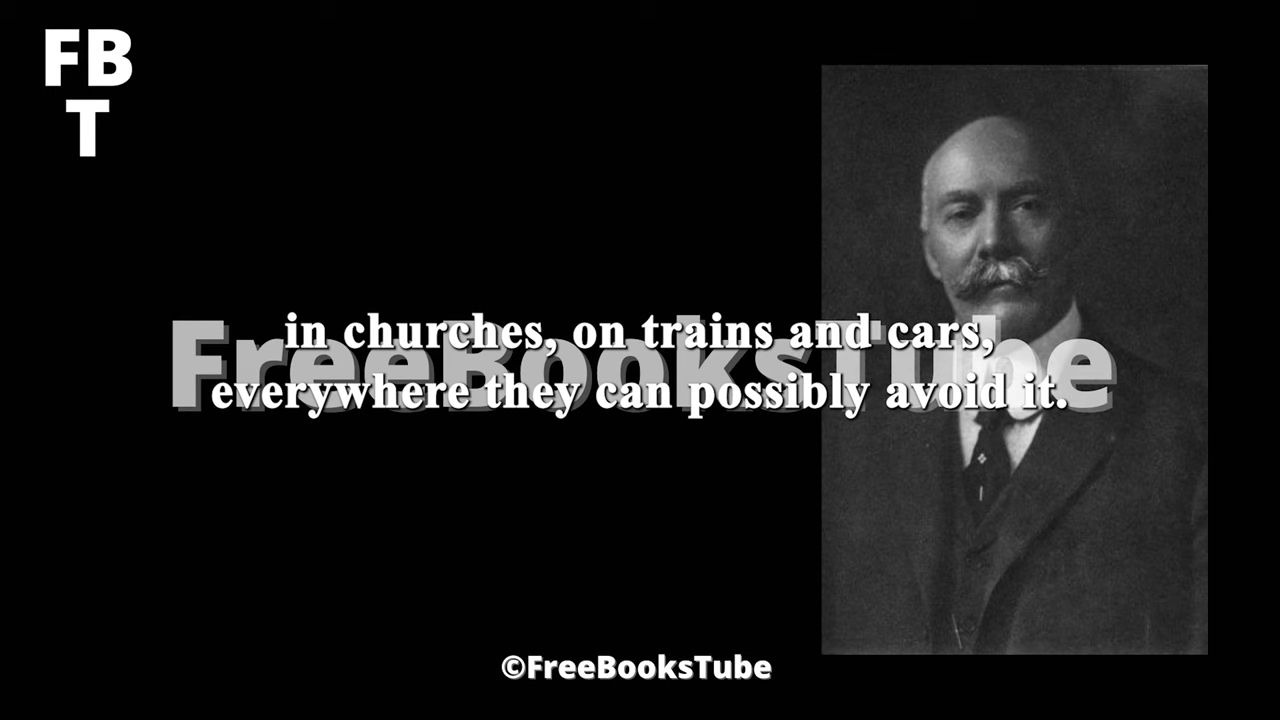 FB
T
FreeBooksTube
in churches, on trains and cars,
everywhere they can possibly avoid it.
©FreeBooksTube